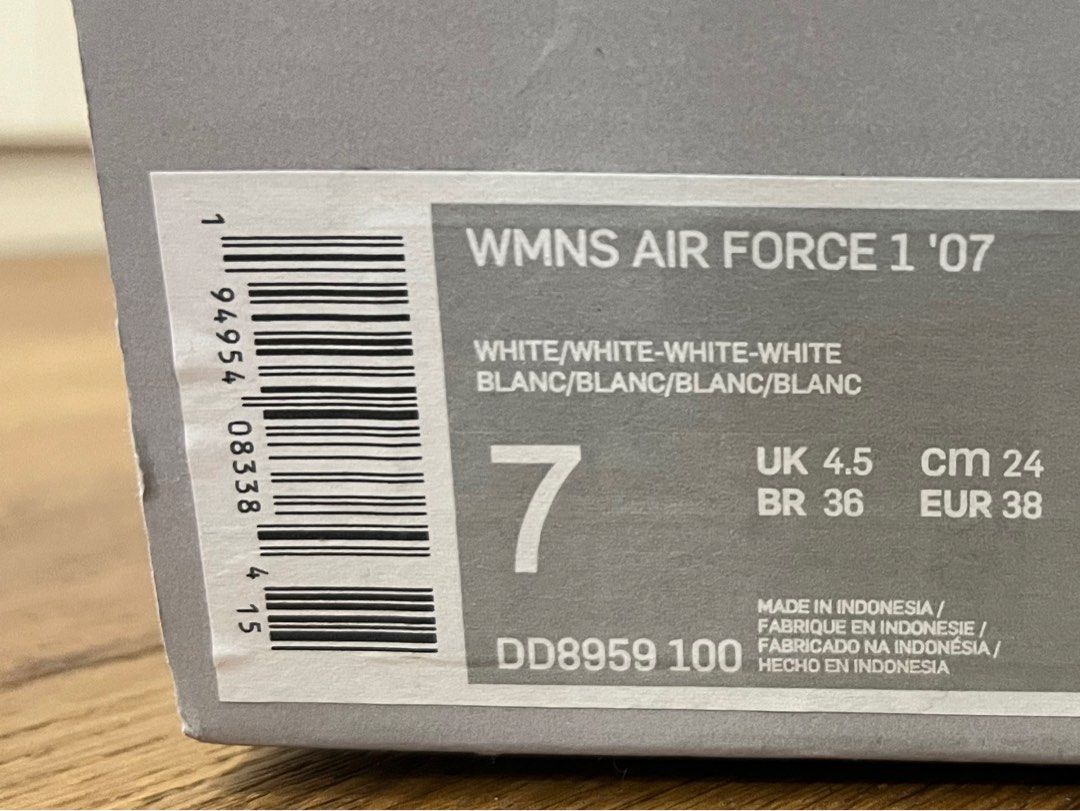 1 94954 08338 4 15
WMNS AIR FORCE 1 '07
WHITE/WHITE-WHITE-WHITE
BLANC/BLANC/BLANC/BLANC
7
UK 4.5 cm 24
BR 36 EUR 38
DD8959 100
MADE IN INDONESIA /
FABRIQUE EN INDONESIE /
FABRICADO NA INDONÉSIA /
HECHO EN INDONESIA